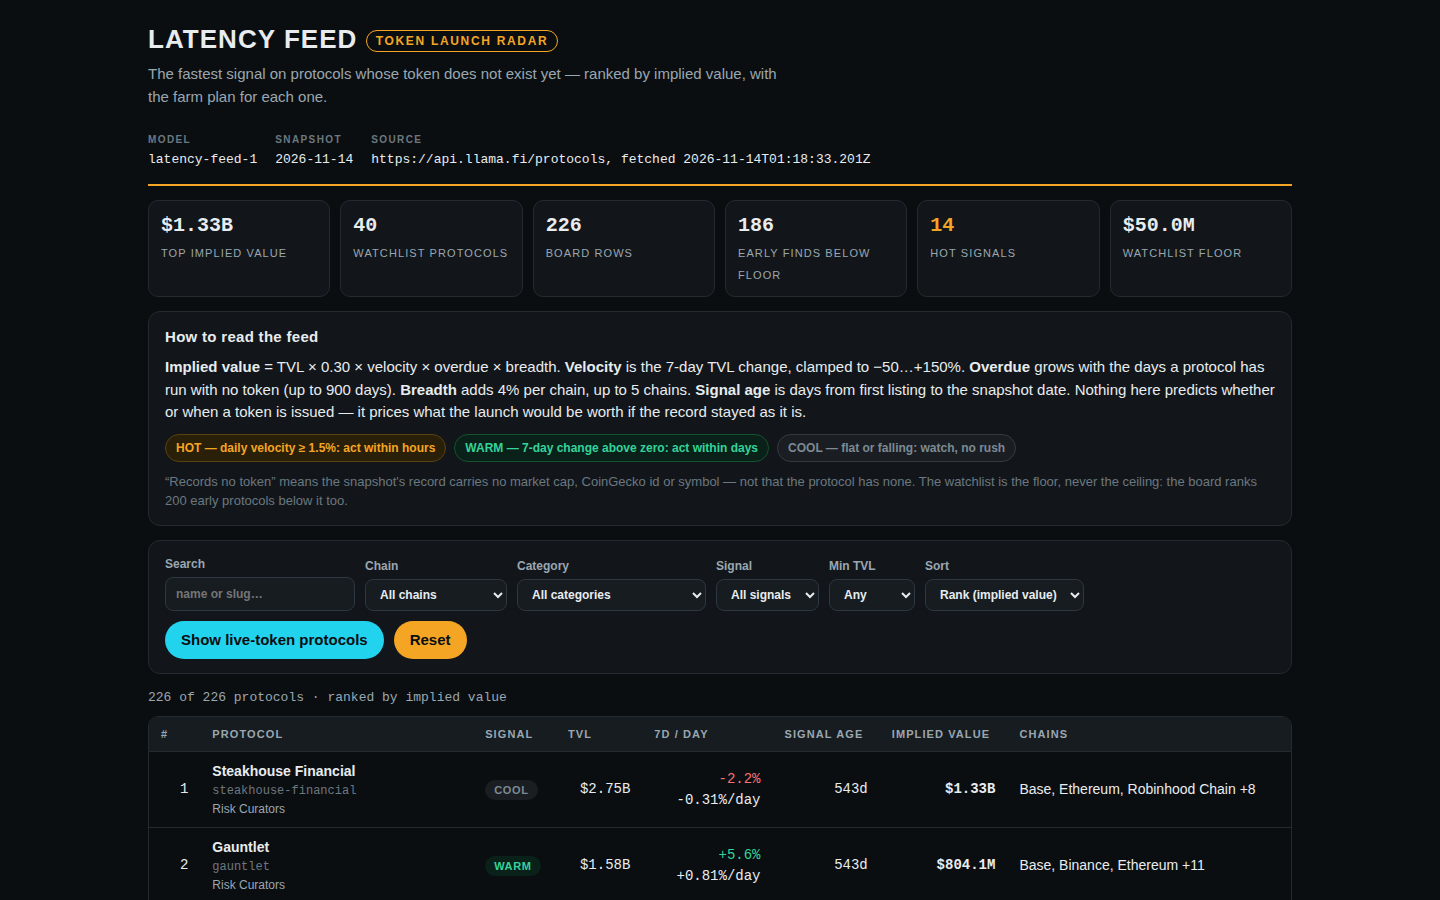 LATENCY FEED TOKEN LAUNCH RADAR
The fastest signal on protocols whose token does not exist yet — ranked by implied value, with
the farm plan for each one.
MODEL SNAPSHOT SOURCE
latency-feed-1 2026-11-14 https://api.llama.fi/protocols, fetched 2026-11-14T01:18:33.201Z
$1.33B 40 226 186 14 $50.0M
TOP IMPLIED VALUE WATCHLIST PROTOCOLS BOARD ROWS EARLY FINDS BELOW HOT SIGNALS WATCHLIST FLOOR
FLOOR
How to read the feed
Implied value = TVL × 0.30 × velocity × overdue × breadth. Velocity is the 7-day TVL change, clamped to −50…+150%. Overdue grows with the days a protocol has
run with no token (up to 900 days). Breadth adds 4% per chain, up to 5 chains. Signal age is days from first listing to the snapshot date. Nothing here predicts whether
or when a token is issued — it prices what the launch would be worth if the record stayed as it is.
HOT — daily velocity ≥ 1.5%: act within hours WARM — 7-day change above zero: act within days COOL — flat or falling: watch, no rush
“Records no token” means the snapshot's record carries no market cap, CoinGecko id or symbol — not that the protocol has none. The watchlist is the floor, never the ceiling: the board ranks
200 early protocols below it too.
Search Chain Category Signal Min TVL Sort
name or slug… All chains All categories All signals Any Rank (implied value)
Show live-token protocols Reset
226 of 226 protocols · ranked by implied value
# PROTOCOL SIGNAL TVL 7D / DAY SIGNAL AGE IMPLIED VALUE CHAINS
1 Steakhouse Financial COOL $2.75B -2.2% 543d $1.33B Base, Ethereum, Robinhood Chain +8
steakhouse-financial -0.31%/day
Risk Curators
2 Gauntlet WARM $1.58B +5.6% 543d $804.1M Base, Binance, Ethereum +11
gauntlet +0.81%/day
Risk Curators